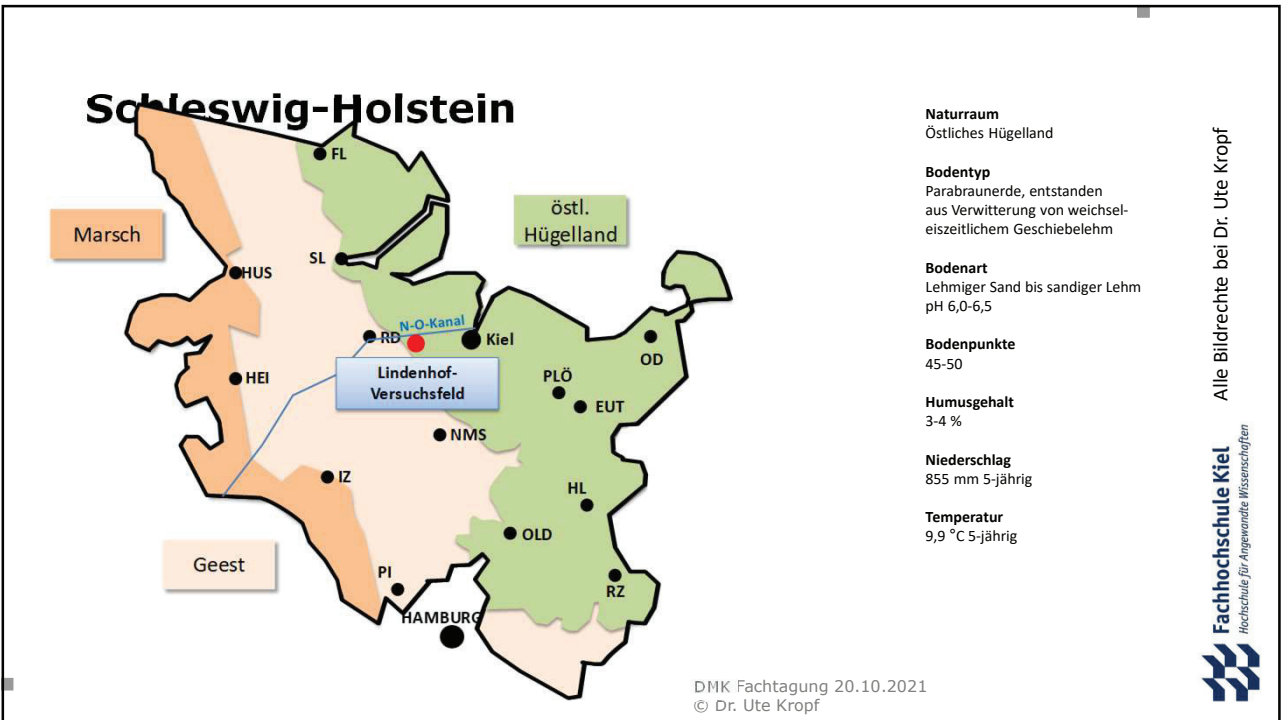 Schleswig-Holstein
FL
Marsch
östl.
Hügelland
SL
HUS
N-O-Kanal
RD
Kiel
OD
Lindenhof-
Versuchsfeld
HEI
PLÖ
EUT
NMS
IZ
HL
OLD
Geest
PI
RZ
HAMBURG
Naturraum
Östliches Hügelland
Bodentyp
Parabraunerde, entstanden
aus Verwitterung von weichsel-
eiszeitlichem Geschiebelehm
Bodenart
Lehmiger Sand bis sandiger Lehm
pH 6,0-6,5
Bodenpunkte
45-50
Humusgehalt
3-4 %
Niederschlag
855 mm 5-jährig
Temperatur
9,9 °C 5-jährig
Alle Bildrechte bei Dr. Ute Kropf
Fachhochschule Kiel
Hochschule für Angewandte Wissenschaften
DMK Fachtagung 20.10.2021
© Dr. Ute Kropf